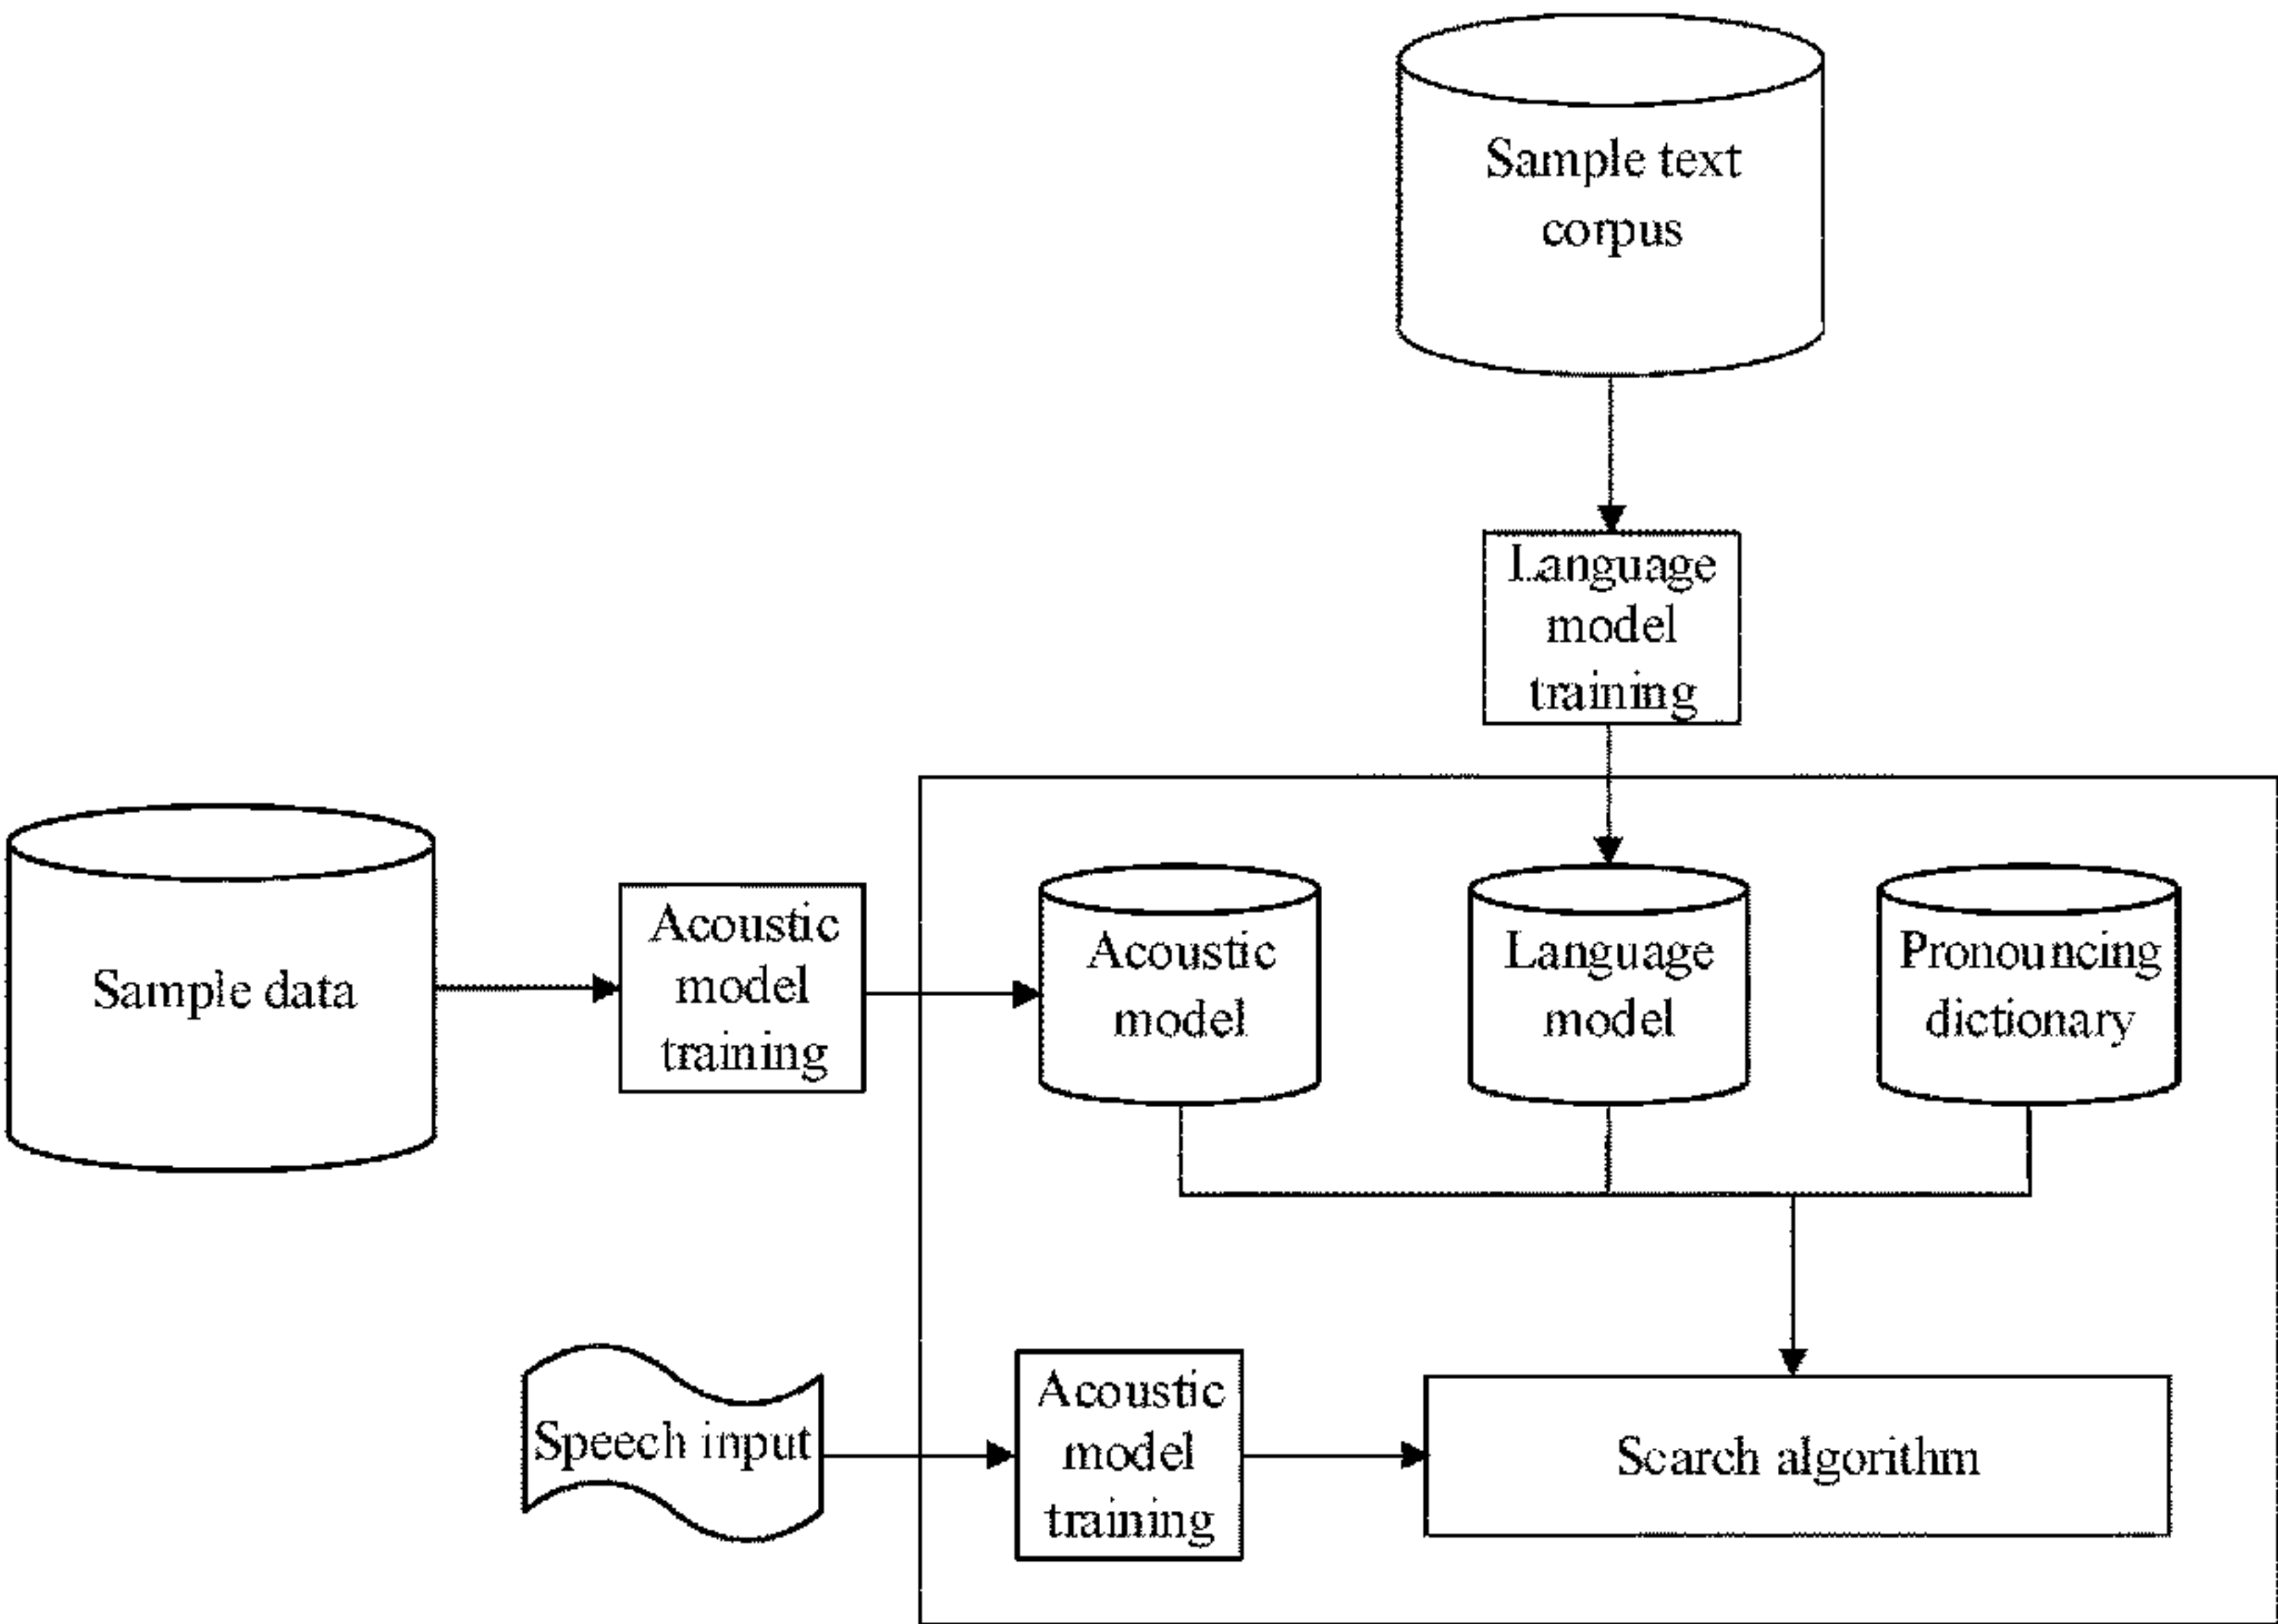 Sample text
corpus
Language
model
training
Sample data
Acoustic
model
training
Acoustic
model
Language
model
Pronouncing
dictionary
Speech input
Acoustic
model
training
Search algorithm